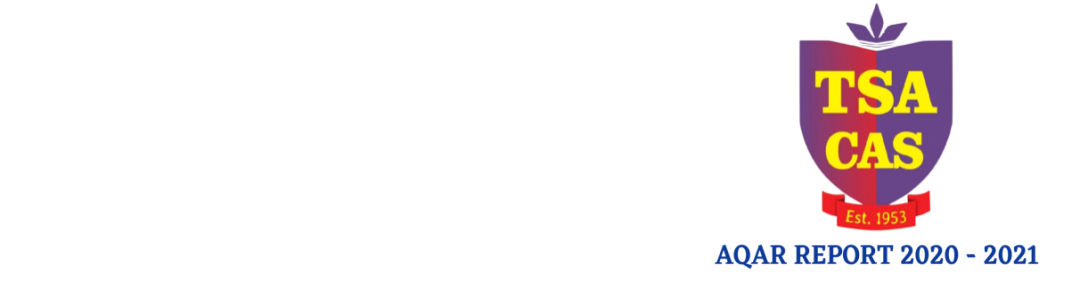 TSA
CAS
Est. 1953
AQAR REPORT 2020 - 2021